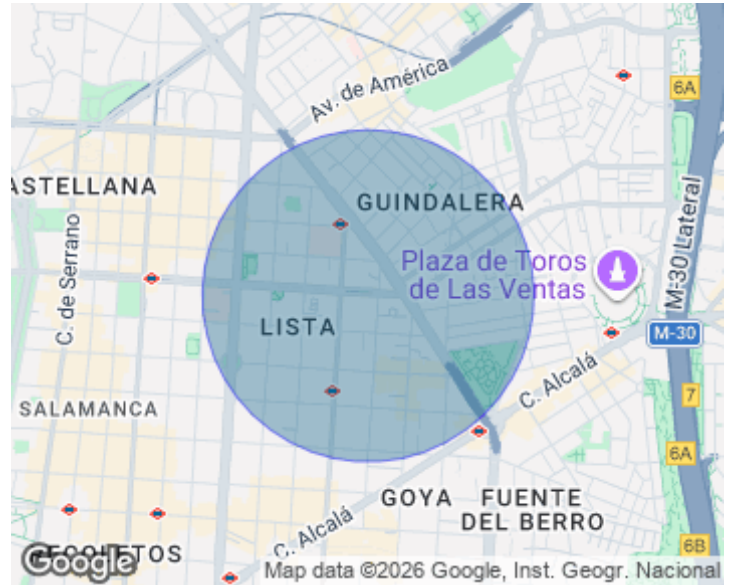 Av. de América
6A
ASTELLANA
GUINDALERA
C. de Serrano
M-30 Lateral
Plaza de Toros
de Las Ventas
LISTA
M-30
C. Alcalá
7
SALAMANCA
6A
GOYA
FUENTE
DEL BERRO
C. Alcalá
6B
Google
Map data ©2026 Google, Inst. Geogr. Nacional